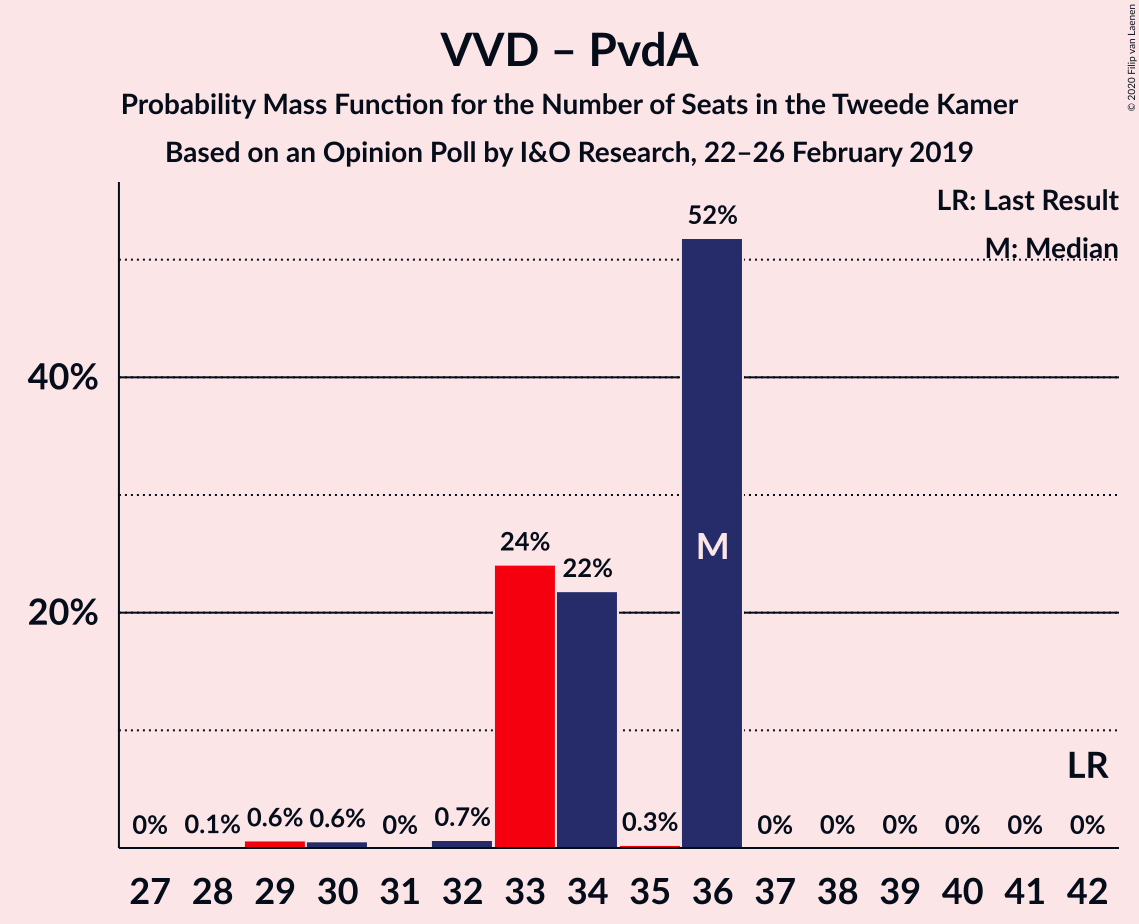 VVD – PvdA
Probability Mass Function for the Number of Seats in the Tweede Kamer
Based on an Opinion Poll by I&O Research, 22–26 February 2019
© 2020 Filip van Laenen
LR: Last Result
M: Median
52%
40%
M
24%
22%
20%
LR
0% 0.1% 0.6% 0.6% 0% 0.7% 0.3% 0% 0% 0% 0% 0% 0%
27 28 29 30 31 32 33 34 35 36 37 38 39 40 41 42